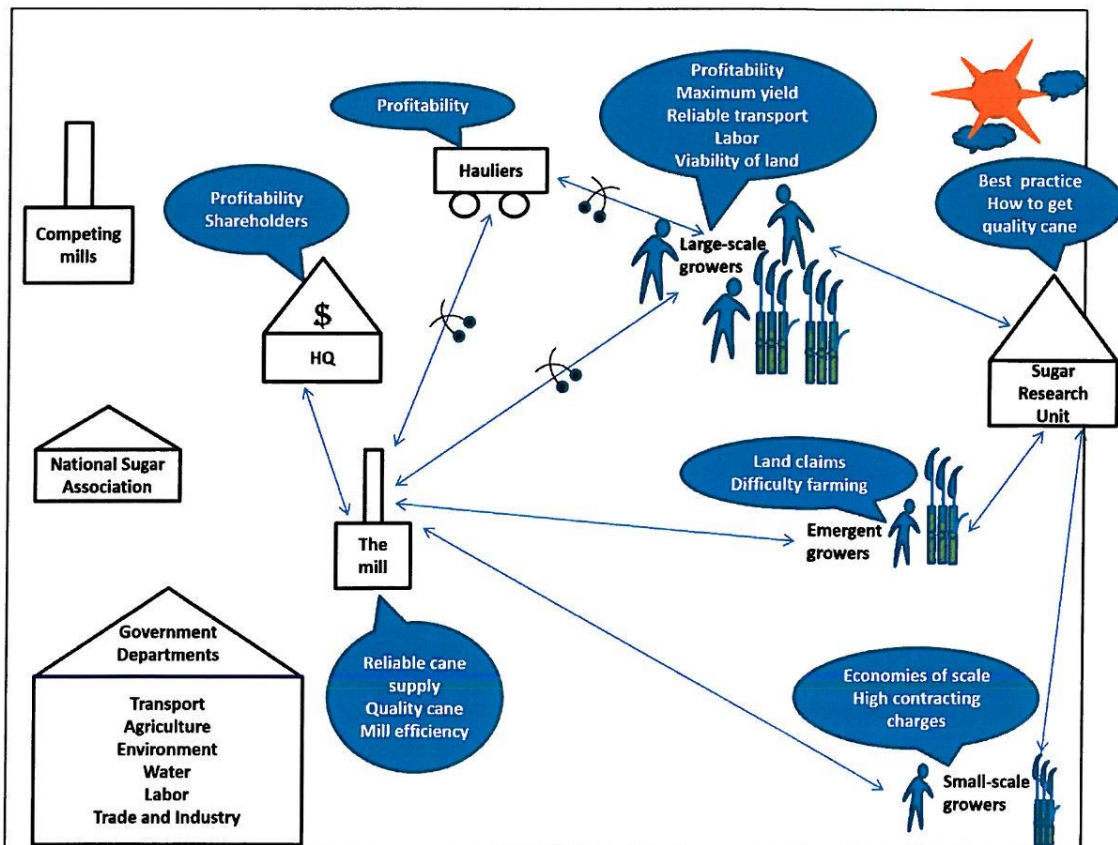 Profitability
Hauliers
Profitability
Maximum yield
Reliable transport
Labor
Viability of land
Large-scale
growers
Best practice
How to get
quality cane
Sugar
Research
Unit
Competing
mills
Profitability
Shareholders
$
HQ
National Sugar
Association
The
mill
Reliable cane
supply
Quality cane
Mill efficiency
Land claims
Difficulty farming
Emergent
growers
Government
Departments
Transport
Agriculture
Environment
Water
Labor
Trade and Industry
Economies of scale
High contracting
charges
Small-scale
growers